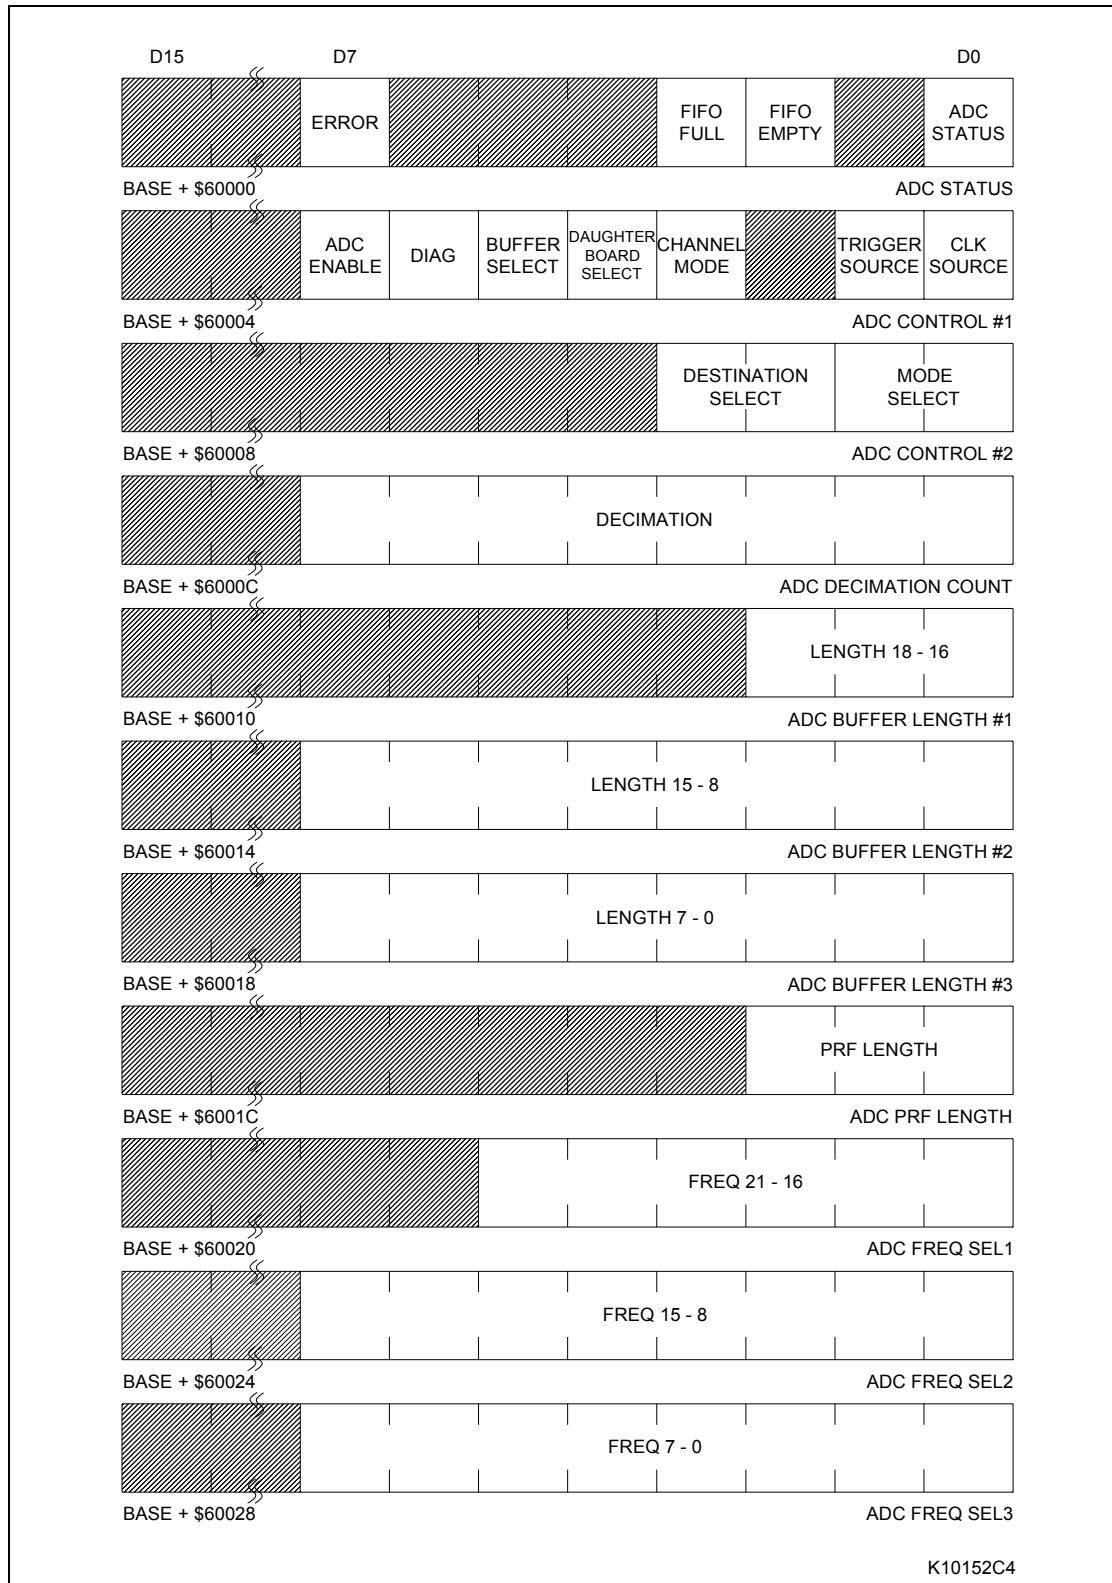 D15 D7 D0
ERROR FIFO FULL FIFO EMPTY ADC STATUS
BASE + $60000 ADC STATUS
ADC ENABLE DIAG BUFFER SELECT DAUGHTER BOARD SELECT CHANNEL MODE TRIGGER SOURCE CLK SOURCE
BASE + $60004 ADC CONTROL #1
DESTINATION SELECT MODE SELECT
BASE + $60008 ADC CONTROL #2
DECIMATION
BASE + $6000C ADC DECIMATION COUNT
LENGTH 18 - 16
BASE + $60010 ADC BUFFER LENGTH #1
LENGTH 15 - 8
BASE + $60014 ADC BUFFER LENGTH #2
LENGTH 7 - 0
BASE + $60018 ADC BUFFER LENGTH #3
PRF LENGTH
BASE + $6001C ADC PRF LENGTH
FREQ 21 - 16
BASE + $60020 ADC FREQ SEL1
FREQ 15 - 8
BASE + $60024 ADC FREQ SEL2
FREQ 7 - 0
BASE + $60028 ADC FREQ SEL3
K10152C4